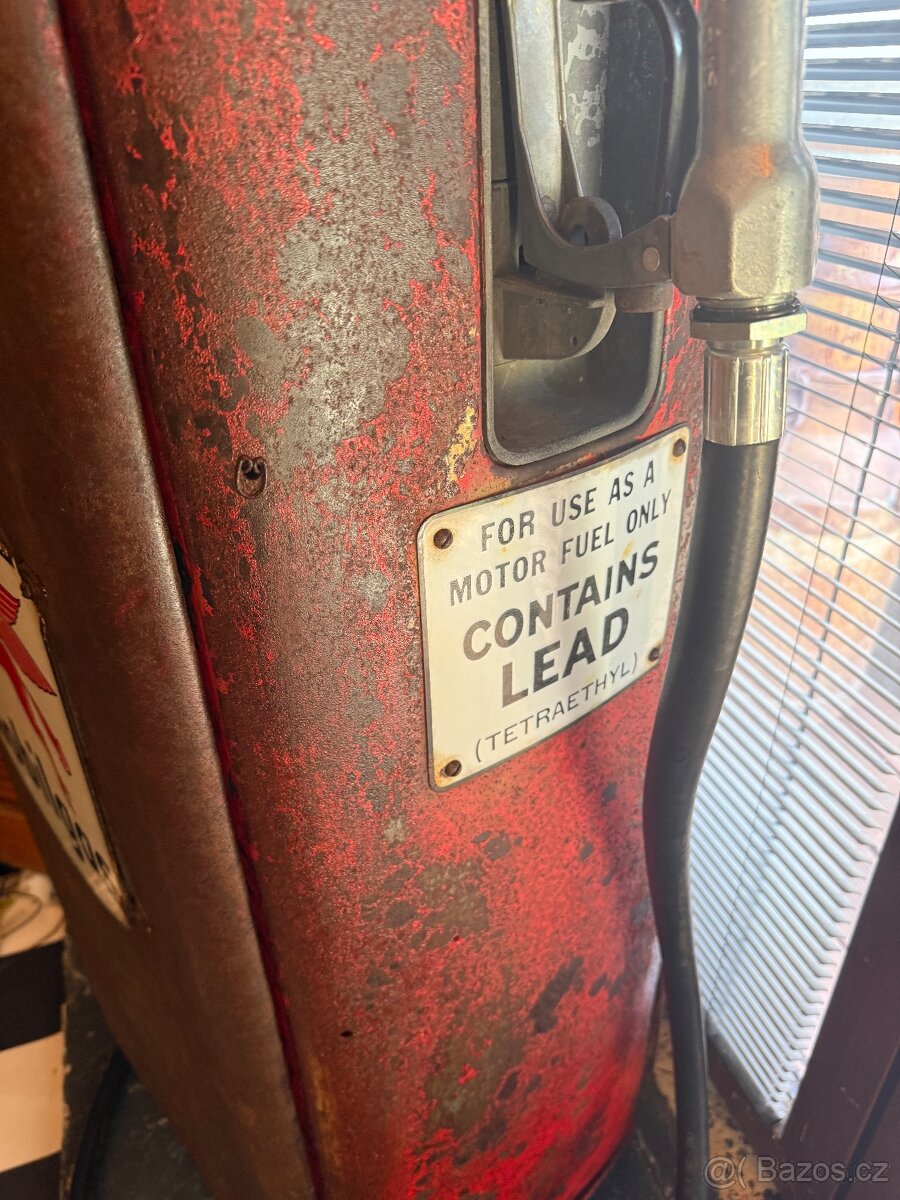 FOR USE AS A
MOTOR FUEL ONLY
CONTAINS
LEAD
(TETRAETHYL)
@( Bazos.cz